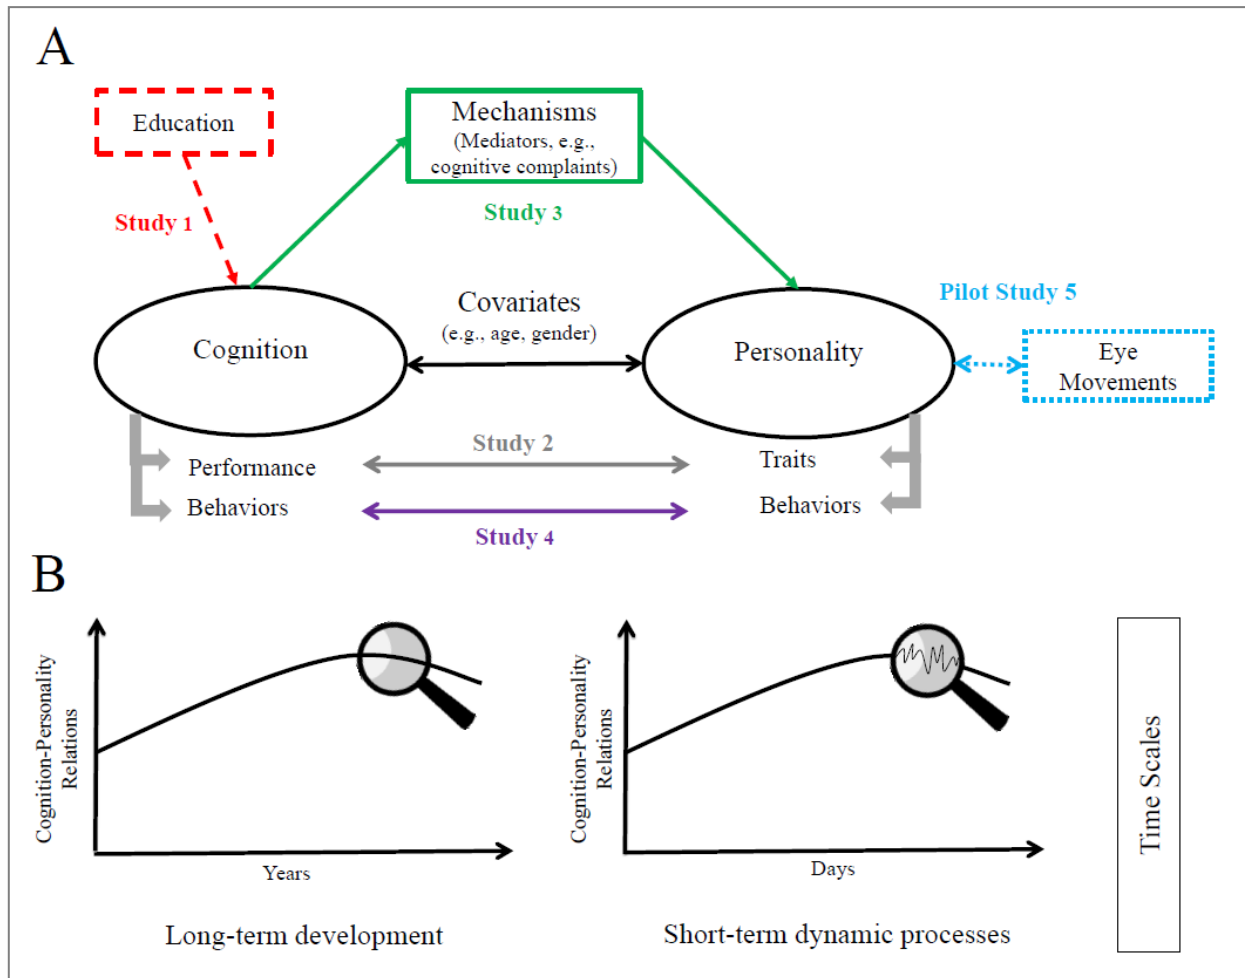 A
Education
Mechanisms
(Mediators, e.g.,
cognitive complaints)
Study 1
Study 3
Covariates
(e.g., age, gender)
Cognition
Personality
Pilot Study 5
Eye
Movements
Study 2
Performance
Behaviors
Traits
Behaviors
Study 4
B
Cognition-Personality
Relations
Years
Long-term development
Cognition-Personality
Relations
Days
Short-term dynamic processes
Time Scales